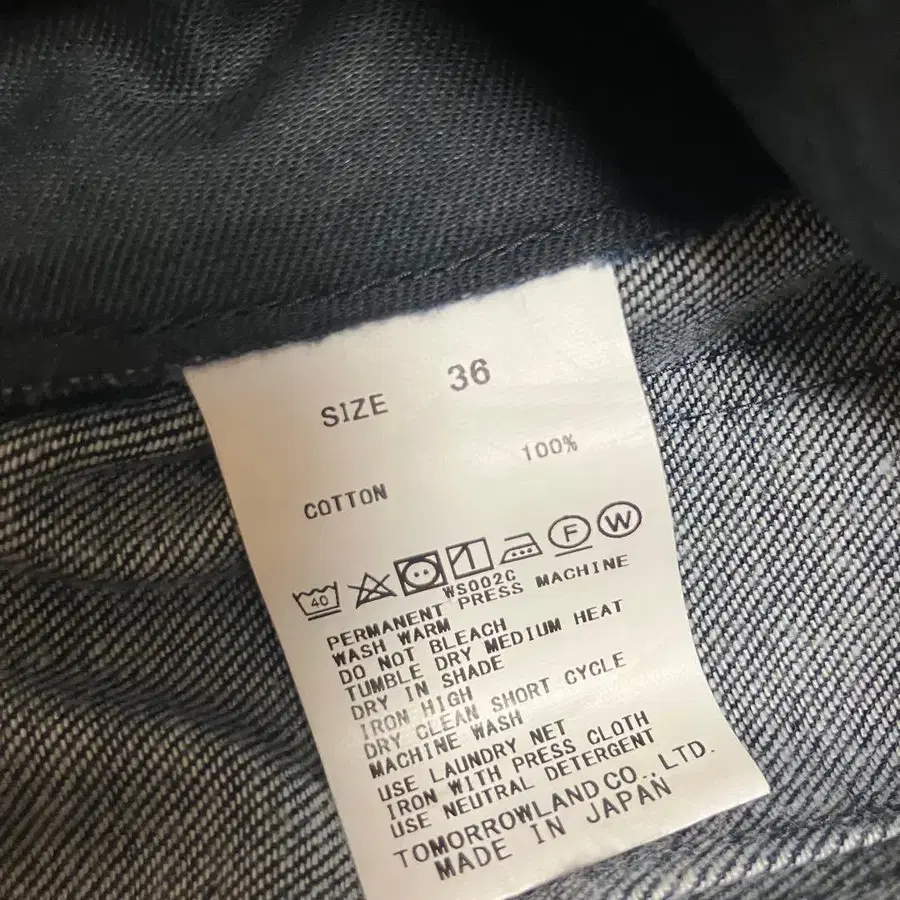 SIZE 36
COTTON 100%
40 F W
WS002C
PERMANENT PRESS MACHINE
WASH WARM
DO NOT BLEACH
TUMBLE DRY MEDIUM HEAT
DRY IN SHADE
IRON HIGH
DRY CLEAN SHORT CYCLE
MACHINE WASH
USE LAUNDRY NET
IRON WITH PRESS CLOTH
USE NEUTRAL DETERGENT
TOMORROWLAND CO.,LTD.
MADE IN JAPAN